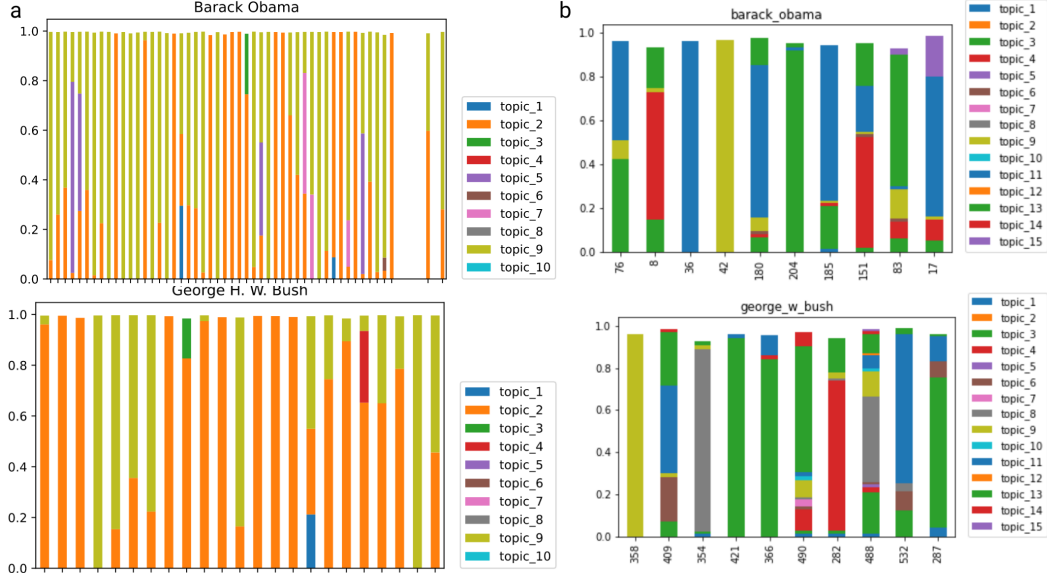 a
Barack Obama
1.0
0.8
0.6
0.4
0.2
0.0
topic_1
topic_2
topic_3
topic_4
topic_5
topic_6
topic_7
topic_8
topic_9
topic_10
George H. W. Bush
1.0
0.8
0.6
0.4
0.2
0.0
topic_1
topic_2
topic_3
topic_4
topic_5
topic_6
topic_7
topic_8
topic_9
topic_10
b
barack_obama
1.0
0.8
0.6
0.4
0.2
0.0
76 8 36 42 180 204 185 151 83 17
topic_1
topic_2
topic_3
topic_4
topic_5
topic_6
topic_7
topic_8
topic_9
topic_10
topic_11
topic_12
topic_13
topic_14
topic_15
george_w_bush
1.0
0.8
0.6
0.4
0.2
0.0
358 409 354 421 366 490 282 488 532 287
topic_1
topic_2
topic_3
topic_4
topic_5
topic_6
topic_7
topic_8
topic_9
topic_10
topic_11
topic_12
topic_13
topic_14
topic_15